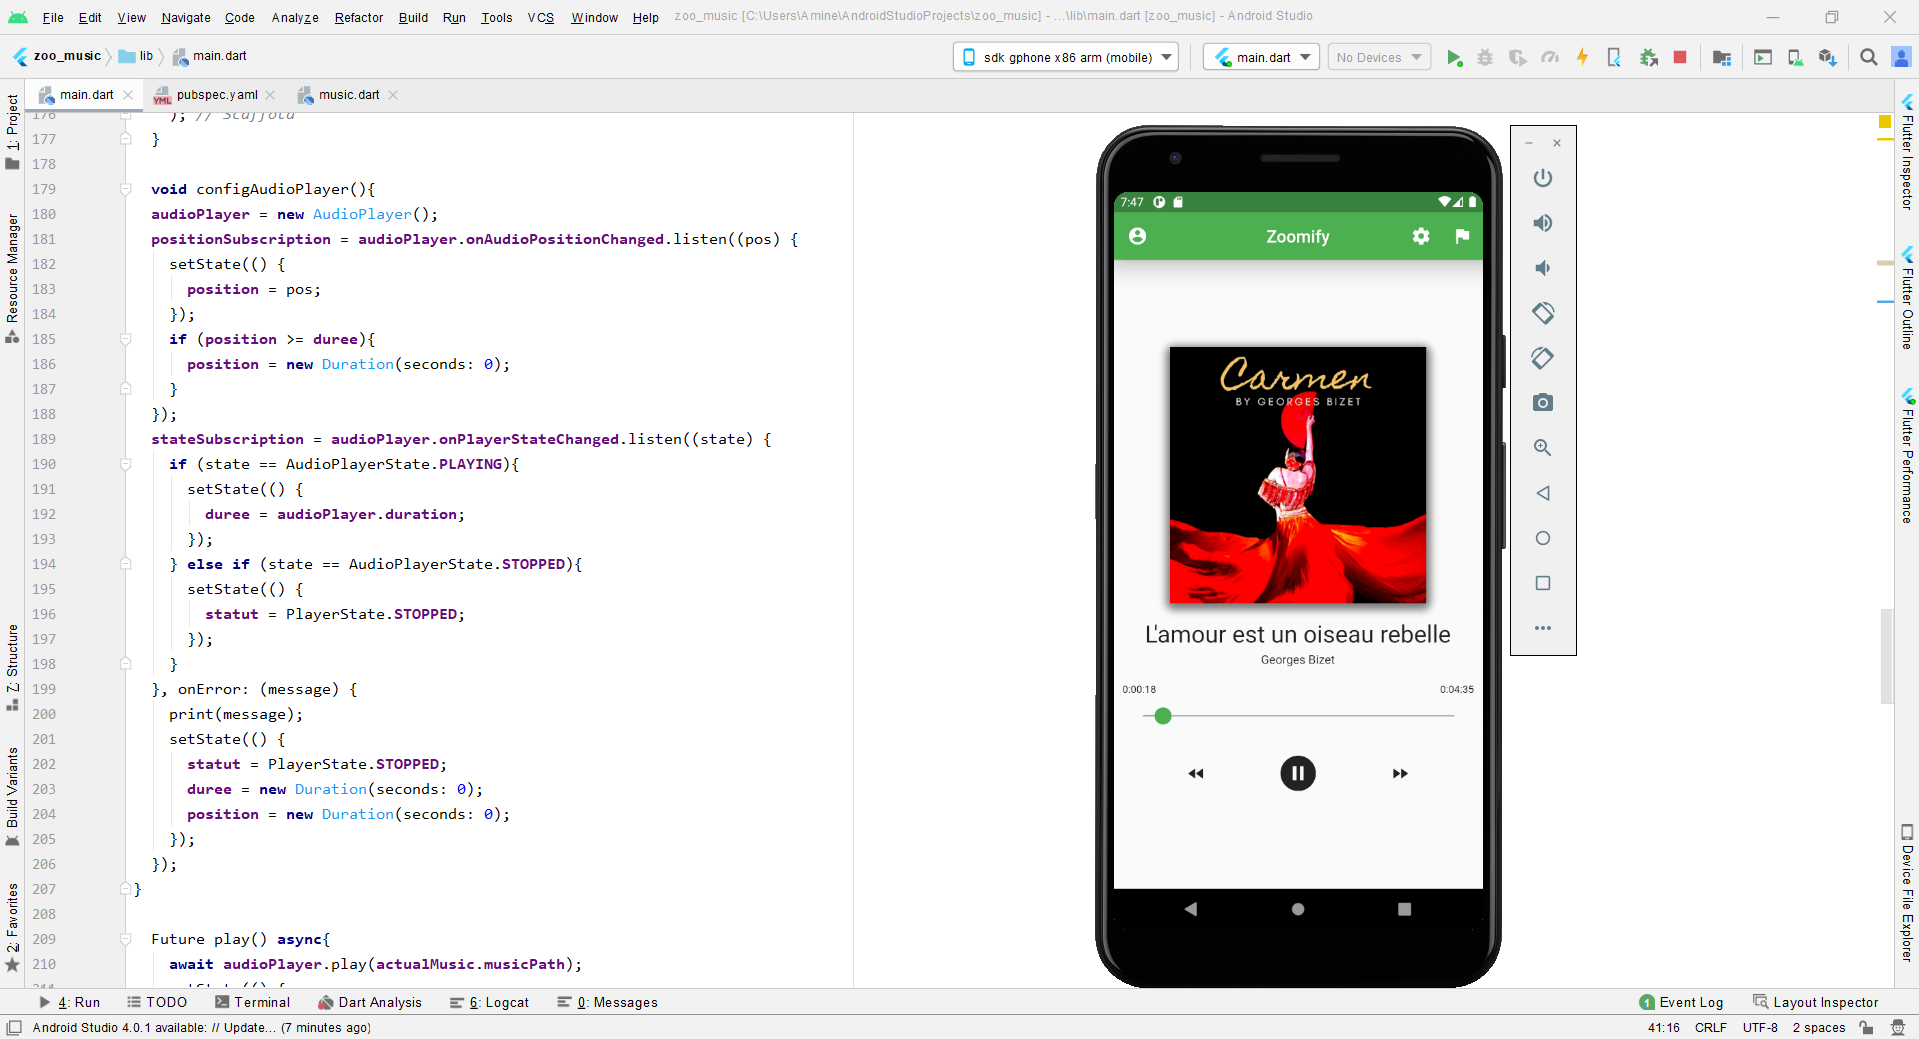 File Edit View Navigate Code Analyze Refactor Build Run Tools VCS Window Help zoo_music [C:\Users\Amine\AndroidStudioProjects\zoo_music] - ...\lib\main.dart [zoo_music] - Android Studio
zoo_music lib main.dart sdk gphone x86 arm (mobile) main.dart No Devices
main.dart pubspec.yaml music.dart
176 ); // Scaffold
177 }
178
179 void configAudioPlayer(){
180 audioPlayer = new AudioPlayer();
181 positionSubscription = audioPlayer.onAudioPositionChanged.listen((pos) {
182 setState(() {
183 position = pos;
184 });
185 if (position >= duree){
186 position = new Duration(seconds: 0);
187 }
188 });
189 stateSubscription = audioPlayer.onPlayerStateChanged.listen((state) {
190 if (state == AudioPlayerState.PLAYING){
191 setState(() {
192 duree = audioPlayer.duration;
193 });
194 } else if (state == AudioPlayerState.STOPPED){
195 setState(() {
196 statut = PlayerState.STOPPED;
197 });
198 }
199 }, onError: (message) {
200 print(message);
201 setState(() {
202 statut = PlayerState.STOPPED;
203 duree = new Duration(seconds: 0);
204 position = new Duration(seconds: 0);
205 });
206 });
207 }
208
209 Future play() async{
210 await audioPlayer.play(actualMusic.musicPath);
211 setState(() {
1: Project
Resource Manager
Z: Structure
Build Variants
2: Favorites
7:47
Zoomify
Carmen
BY GEORGES BIZET
L'amour est un oiseau rebelle
Georges Bizet
0:00:18 0:04:35
Flutter Inspector
Flutter Outline
Flutter Performance
Device File Explorer
4: Run TODO Terminal Dart Analysis 6: Logcat 0: Messages 1 Event Log Layout Inspector
Android Studio 4.0.1 available: // Update... (7 minutes ago) 41:16 CRLF UTF-8 2 spaces